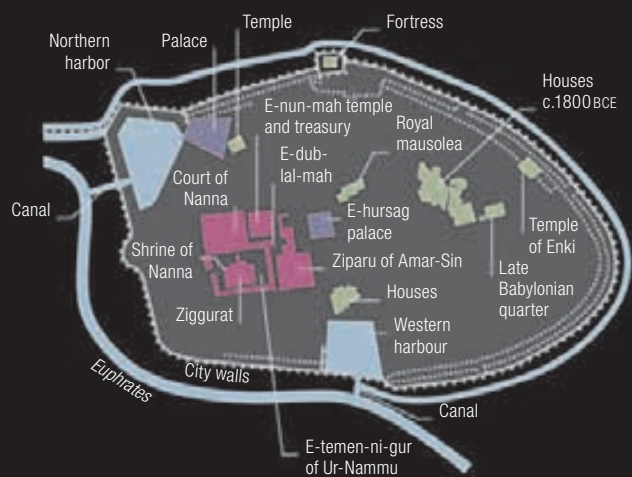 Temple
Fortress
Northern
harbor
Palace
Houses
c.1800 BCE
E-nun-mah temple
and treasury
Royal
mausolea
E-dub-
lal-mah
Court of
Nanna
Canal
E-hursag
palace
Temple
of Enki
Shrine of
Nanna
Ziparu of Amar-Sin
Late
Babylonian
quarter
Houses
Ziggurat
Western
harbour
Euphrates
City walls
Canal
E-temen-ni-gur
of Ur-Nammu